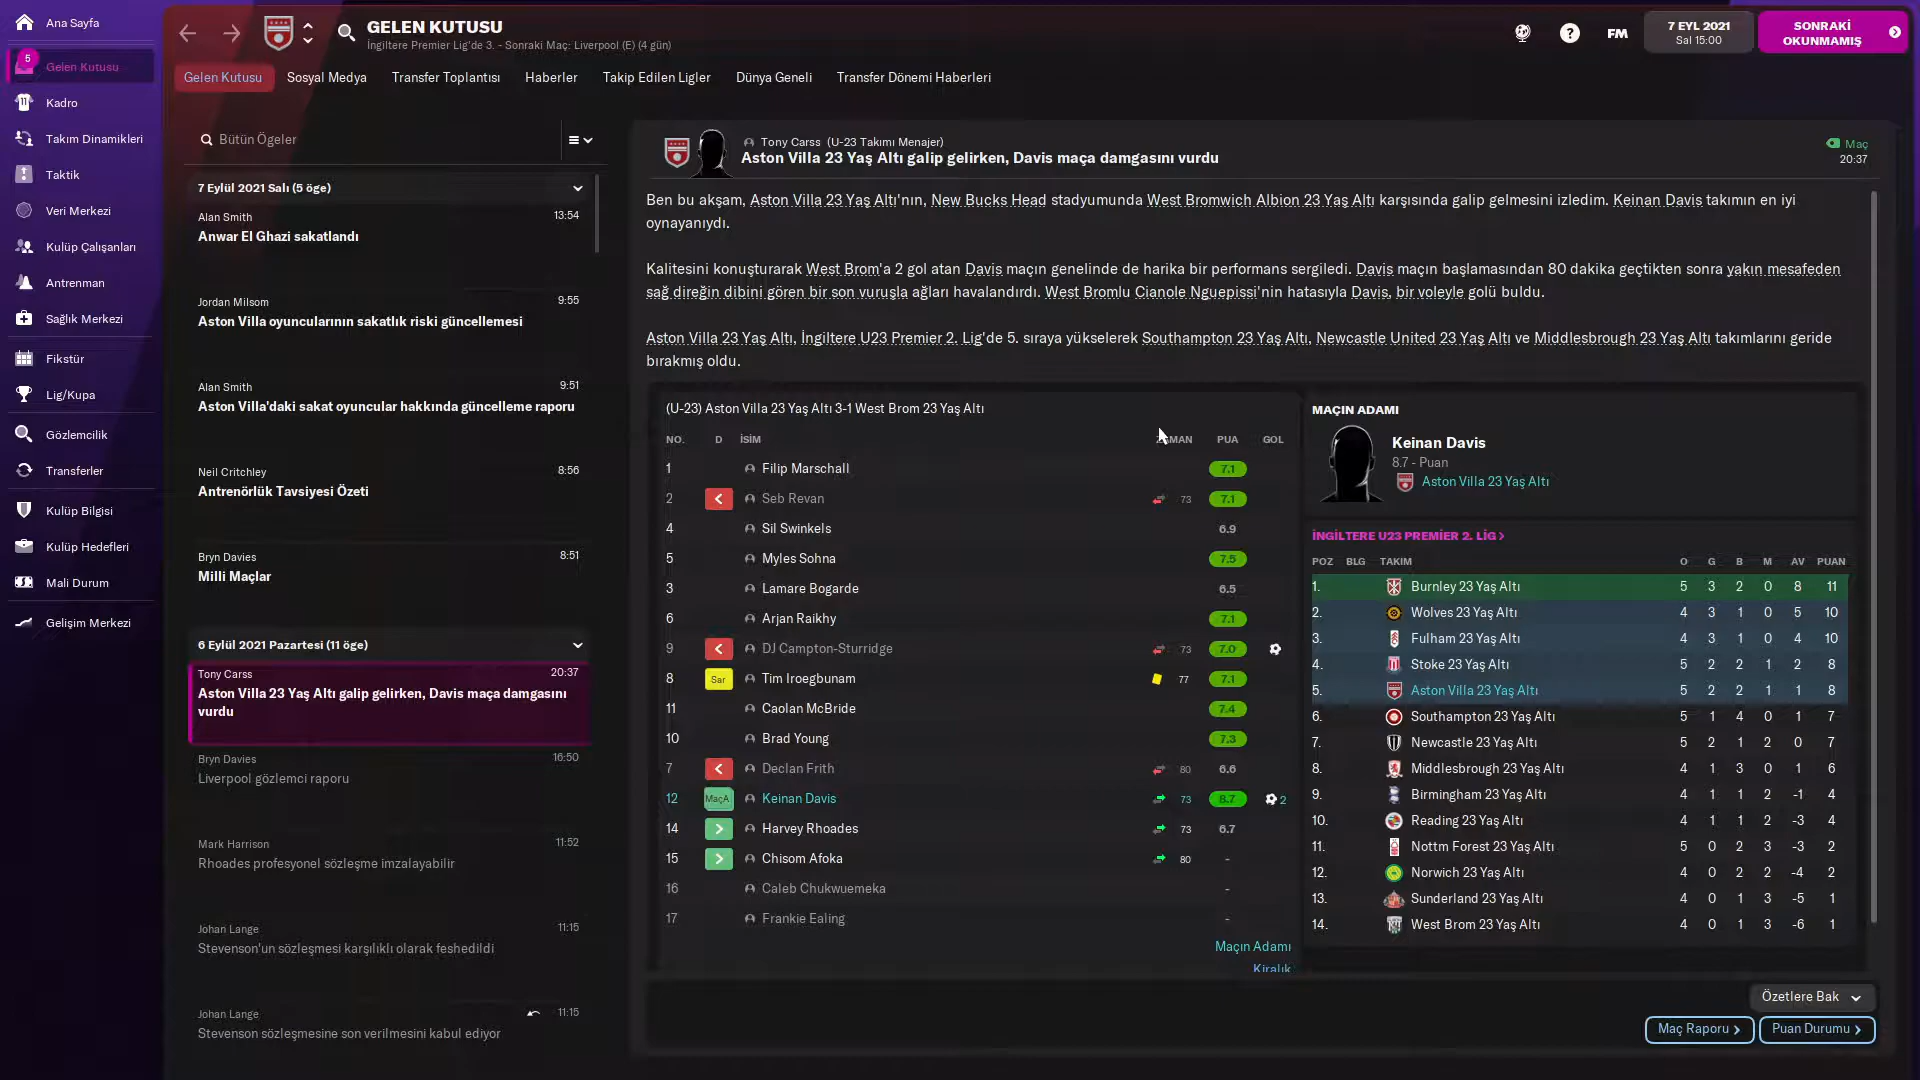 Ana Sayfa
5
Gelen Kutusu
Kadro
Takım Dinamikleri
Taktik
Veri Merkezi
Kulüp Çalışanları
Antrenman
Sağlık Merkezi
Fikstür
Lig/Kupa
Gözlemcilik
Transferler
Kulüp Bilgisi
Kulüp Hedefleri
Mali Durum
Gelişim Merkezi
GELEN KUTUSU
İngiltere Premier Lig'de 3. - Sonraki Maç: Liverpool (E) (4 gün)
?
FM
7 EYL 2021
Sal 15:00
SONRAKİ
OKUNMAMIŞ
Gelen Kutusu Sosyal Medya Transfer Toplantısı Haberler Takip Edilen Ligler Dünya Geneli Transfer Dönemi Haberleri
Bütün Ögeler
7 Eylül 2021 Salı (5 öge)
Alan Smith 13:54
Anwar El Ghazi sakatlandı
Jordan Milsom 9:55
Aston Villa oyuncularının sakatlık riski güncellemesi
Alan Smith 9:51
Aston Villa'daki sakat oyuncular hakkında güncelleme raporu
Neil Critchley 8:56
Antrenörlük Tavsiyesi Özeti
Bryn Davies 8:51
Milli Maçlar
6 Eylül 2021 Pazartesi (11 öge)
Tony Carss 20:37
Aston Villa 23 Yaş Altı galip gelirken, Davis maça damgasını
vurdu
Bryn Davies 16:50
Liverpool gözlemci raporu
Mark Harrison 11:52
Rhoades profesyonel sözleşme imzalayabilir
Johan Lange 11:15
Stevenson'un sözleşmesi karşılıklı olarak feshedildi
Johan Lange 11:15
Stevenson sözleşmesine son verilmesini kabul ediyor
Tony Carss (U-23 Takımı Menajer)
Aston Villa 23 Yaş Altı galip gelirken, Davis maça damgasını vurdu
Maç
20:37
Ben bu akşam, Aston Villa 23 Yaş Altı'nın, New Bucks Head stadyumunda West Bromwich Albion 23 Yaş Altı karşısında galip gelmesini izledim. Keinan Davis takımın en iyi
oynayanıydı.
Kalitesini konuşturarak West Brom'a 2 gol atan Davis maçın genelinde de harika bir performans sergiledi. Davis maçın başlamasından 80 dakika geçtikten sonra yakın mesafeden
sağ direğin dibini gören bir son vuruşla ağları havalandırdı. West Bromlu Cianole Nguepissi'nin hatasıyla Davis, bir voleyle golü buldu.
Aston Villa 23 Yaş Altı, İngiltere U23 Premier 2. Lig'de 5. sıraya yükselerek Southampton 23 Yaş Altı, Newcastle United 23 Yaş Altı ve Middlesbrough 23 Yaş Altı takımlarını geride
bırakmış oldu.
(U-23) Aston Villa 23 Yaş Altı 3-1 West Brom 23 Yaş Altı
NO. D İSİM ZAMAN PUA GOL
1 Filip Marschall 7.1
2 Seb Revan 73 7.1
4 Sil Swinkels 6.9
5 Myles Sohna 7.5
3 Lamare Bogarde 6.5
6 Arjan Raikhy 7.1
9 DJ Campton-Sturridge 73 7.0
8 Sar Tim Iroegbunam 77 7.1
11 Caolan McBride 7.4
10 Brad Young 7.3
7 Declan Frith 80 6.6
12 MaçA Keinan Davis 73 8.7 2
14 Harvey Rhoades 73 6.7
15 Chisom Afoka 80 -
16 Caleb Chukwuemeka -
17 Frankie Ealing -
Maçın Adamı
Kiralık
MAÇIN ADAMI
Keinan Davis
8.7 - Puan
Aston Villa 23 Yaş Altı
İNGİLTERE U23 PREMİER 2. LİG >
POZ BLG TAKIM O G B M AV PUAN
1. Burnley 23 Yaş Altı 5 3 2 0 8 11
2. Wolves 23 Yaş Altı 4 3 1 0 5 10
3. Fulham 23 Yaş Altı 4 3 1 0 4 10
4. Stoke 23 Yaş Altı 5 2 2 1 2 8
5. Aston Villa 23 Yaş Altı 5 2 2 1 1 8
6. Southampton 23 Yaş Altı 5 1 4 0 1 7
7. Newcastle 23 Yaş Altı 5 2 1 2 0 7
8. Middlesbrough 23 Yaş Altı 4 1 3 0 1 6
9. Birmingham 23 Yaş Altı 4 1 1 2 -1 4
10. Reading 23 Yaş Altı 4 1 1 2 -3 4
11. Nottm Forest 23 Yaş Altı 5 0 2 3 -3 2
12. Norwich 23 Yaş Altı 4 0 2 2 -4 2
13. Sunderland 23 Yaş Altı 4 0 1 3 -5 1
14. West Brom 23 Yaş Altı 4 0 1 3 -6 1
Özetlere Bak
Maç Raporu >
Puan Durumu >